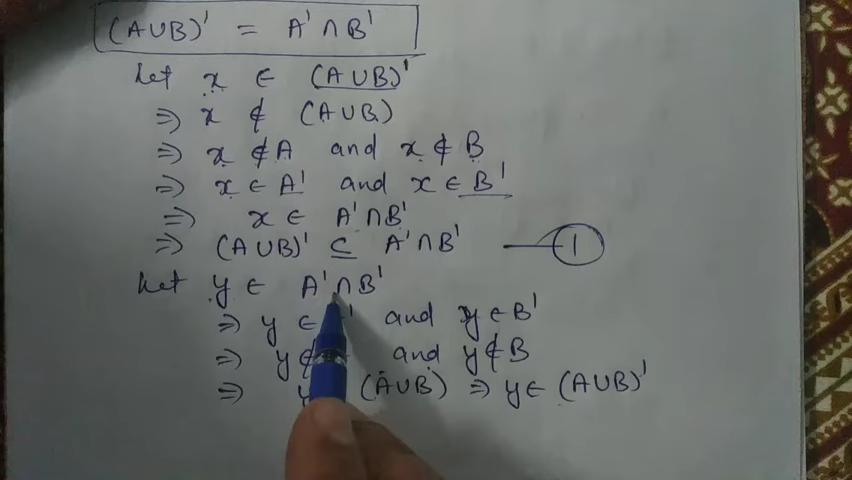 (A∪B)' = A'∩B'
Let x ∈ (A∪B)'
⇒ x ∉ (A∪B)
⇒ x ∉ A and x ∉ B
⇒ x ∈ A' and x ∈ B'
⇒ x ∈ A'∩B'
⇒ (A∪B)' ⊆ A'∩B' — 1
Let y ∈ A'∩B'
⇒ y ∈ ' and y ∈ B'
⇒ y ∉ and y ∉ B
⇒ y (A∪B) ⇒ y ∈ (A∪B)'